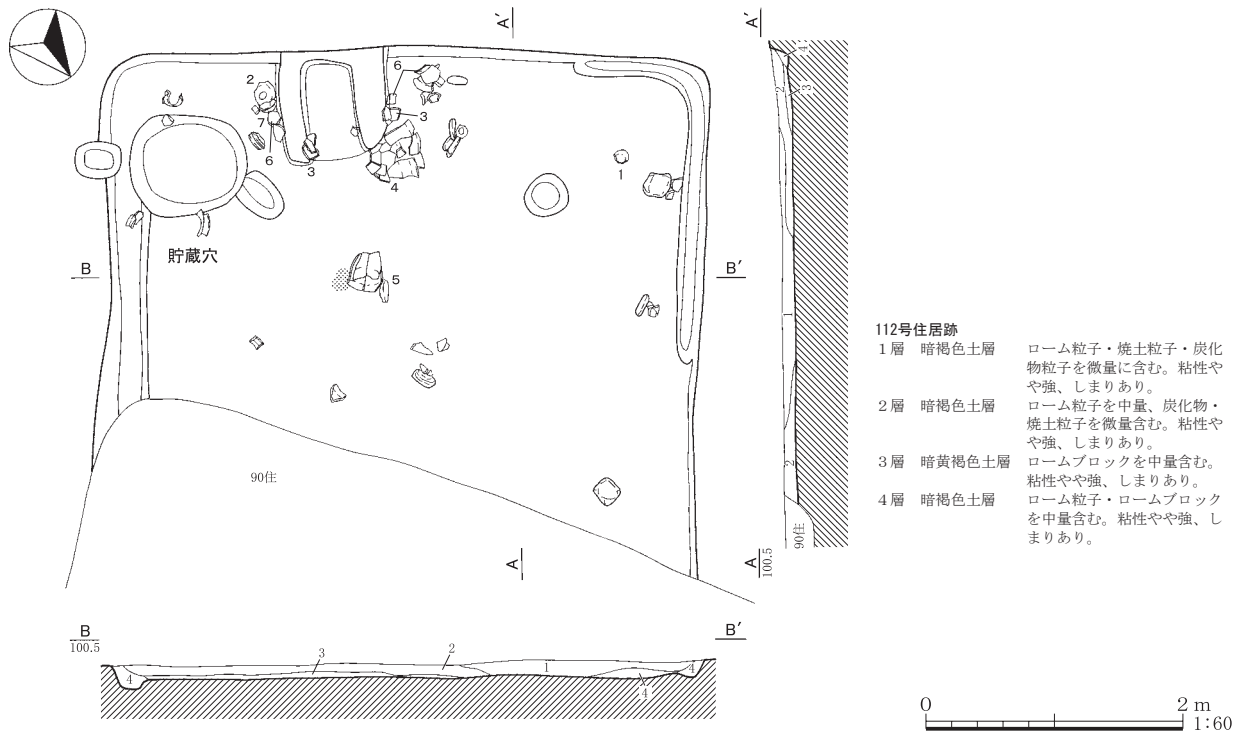 A′
A′
4
2
3
6
2
7
3
6
3
4
1
貯蔵穴
B
B′
5
1
90住
2
A
A
100.5
90住
B
100.5
B′
3
2
1
4
4
4
112号住居跡
1層 暗褐色土層 ローム粒子・焼土粒子・炭化
物粒子を微量に含む。粘性や
や強、しまりあり。
2層 暗褐色土層 ローム粒子を中量、炭化物・
焼土粒子を微量含む。粘性や
や強、しまりあり。
3層 暗黄褐色土層 ロームブロックを中量含む。
粘性やや強、しまりあり。
4層 暗褐色土層 ローム粒子・ロームブロック
を中量含む。粘性やや強、し
まりあり。
0 2 m
1:60